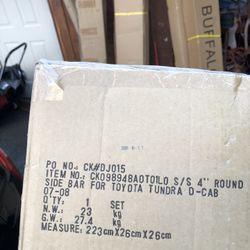 BUFFAL
PO NO.: CK#DJ015
ITEM NO.: CK09894BA0T01L0 S/S 4'' ROUND
SIDE BAR FOR TOYOTA TUNDRA D-CAB
07-08
Q'TY: 1 SET
N.W.: 23 kg
G.W.: 27.4 kg
MEASURE: 223cmX26cmX26cm